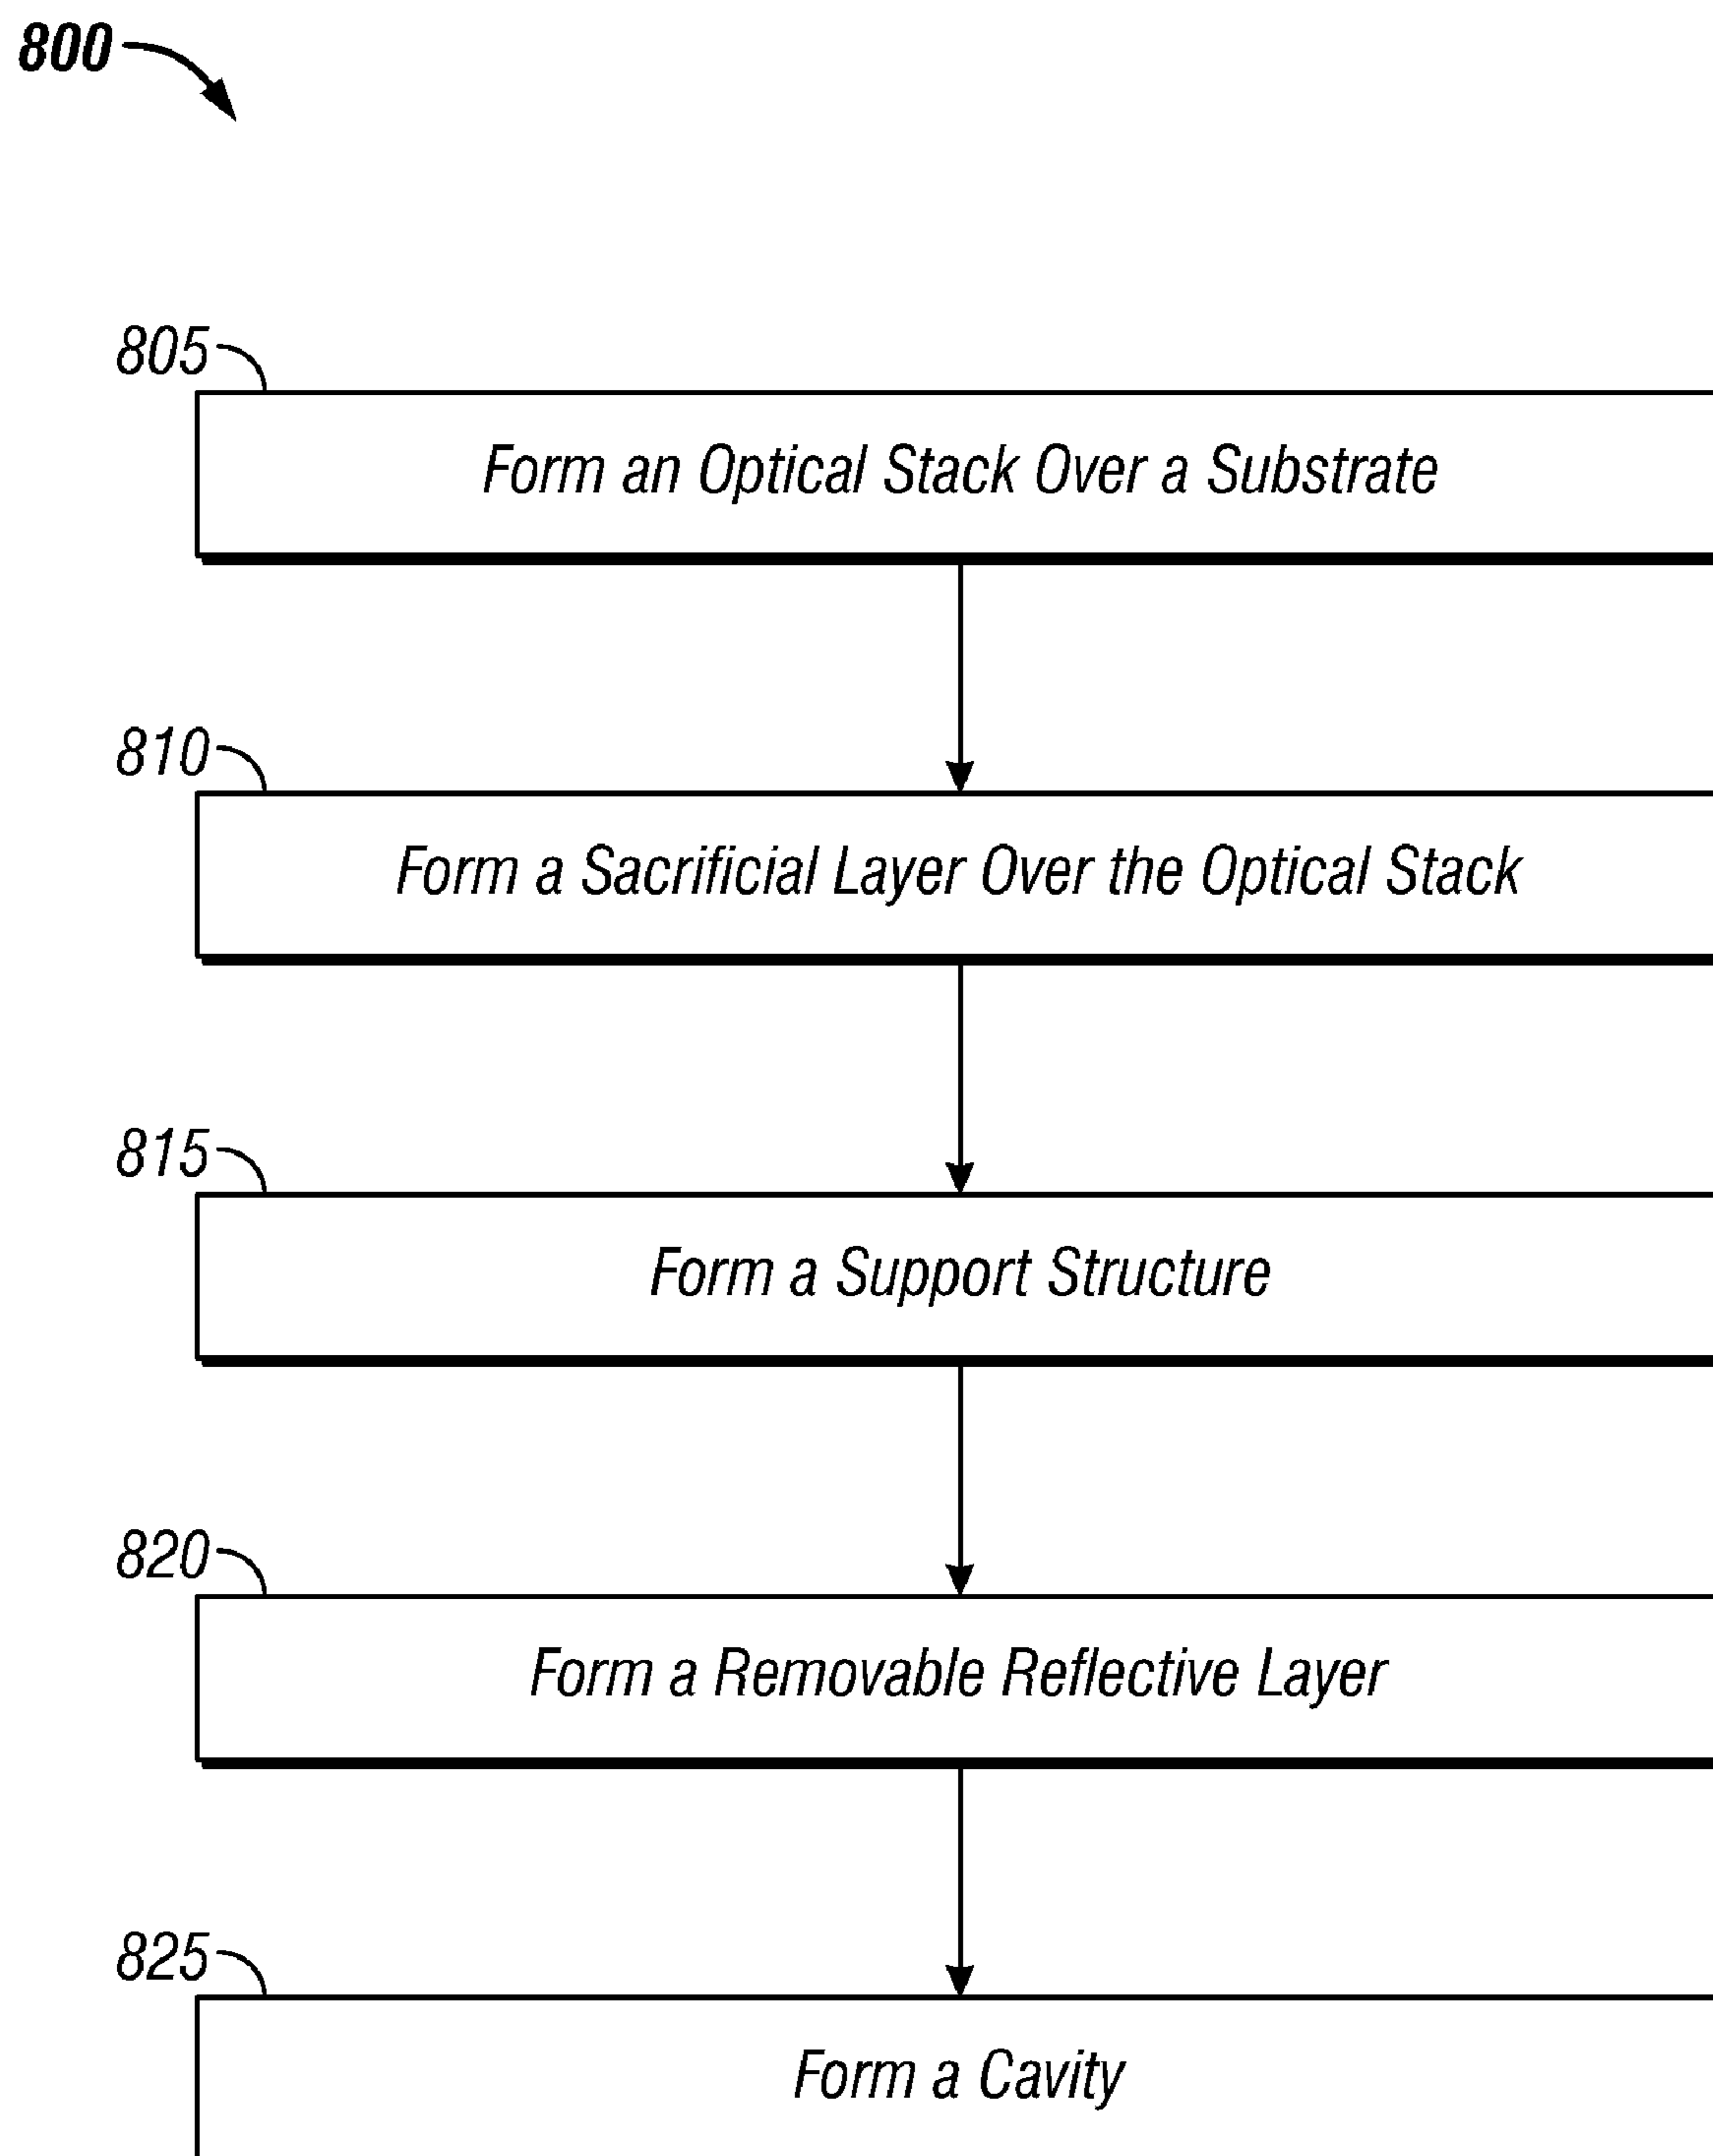 800
805
Form an Optical Stack Over a Substrate
810
Form a Sacrificial Layer Over the Optical Stack
815
Form a Support Structure
820
Form a Removable Reflective Layer
825
Form a Cavity